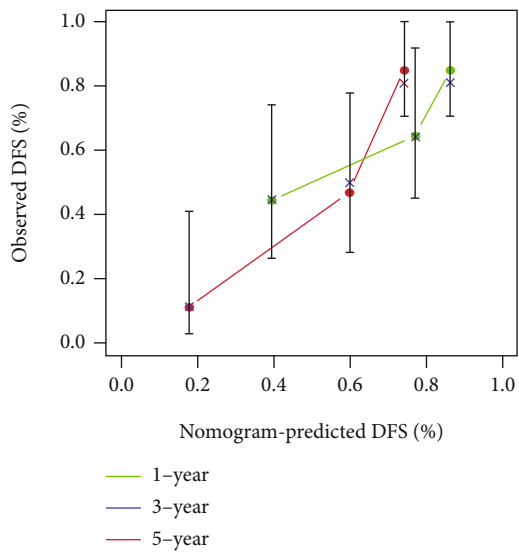 Observed DFS (%)
1.0
0.8
0.6
0.4
0.2
0.0
0.0 0.2 0.4 0.6 0.8 1.0
Nomogram-predicted DFS (%)
1–year
3–year
5–year